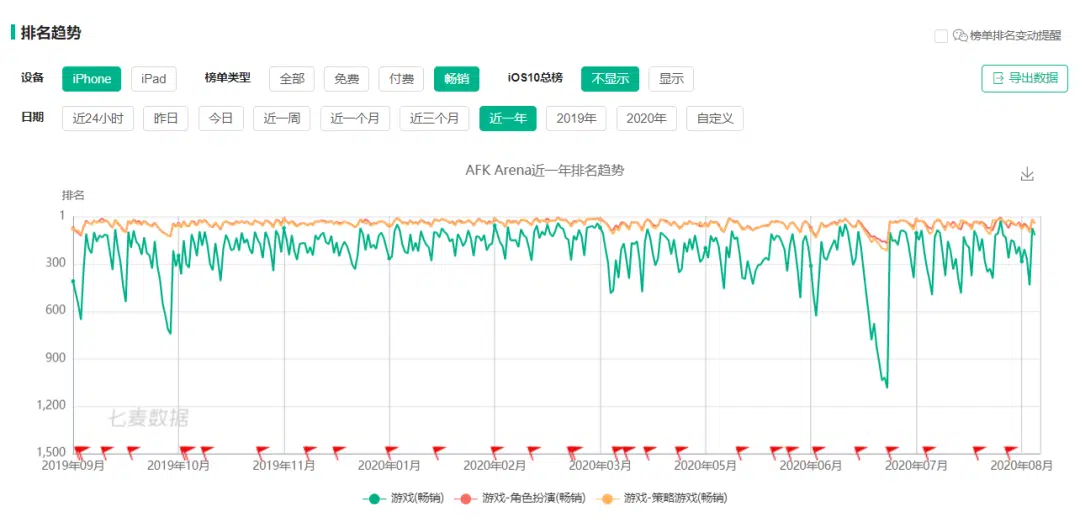 排名趋势
榜单排名变动提醒
设备 iPhone iPad 榜单类型 全部 免费 付费 畅销 iOS10总榜 不显示 显示 导出数据
日期 近24小时 昨日 今日 近一周 近一个月 近三个月 近一年 2019年 2020年 自定义
AFK Arena近一年排名趋势
排名
1
300
600
900
1,200
1,500
七麦数据
2019年09月 2019年10月 2019年11月 2020年01月 2020年02月 2020年03月 2020年05月 2020年06月 2020年07月 2020年08月
游戏(畅销) 游戏-角色扮演(畅销) 游戏-策略游戏(畅销)